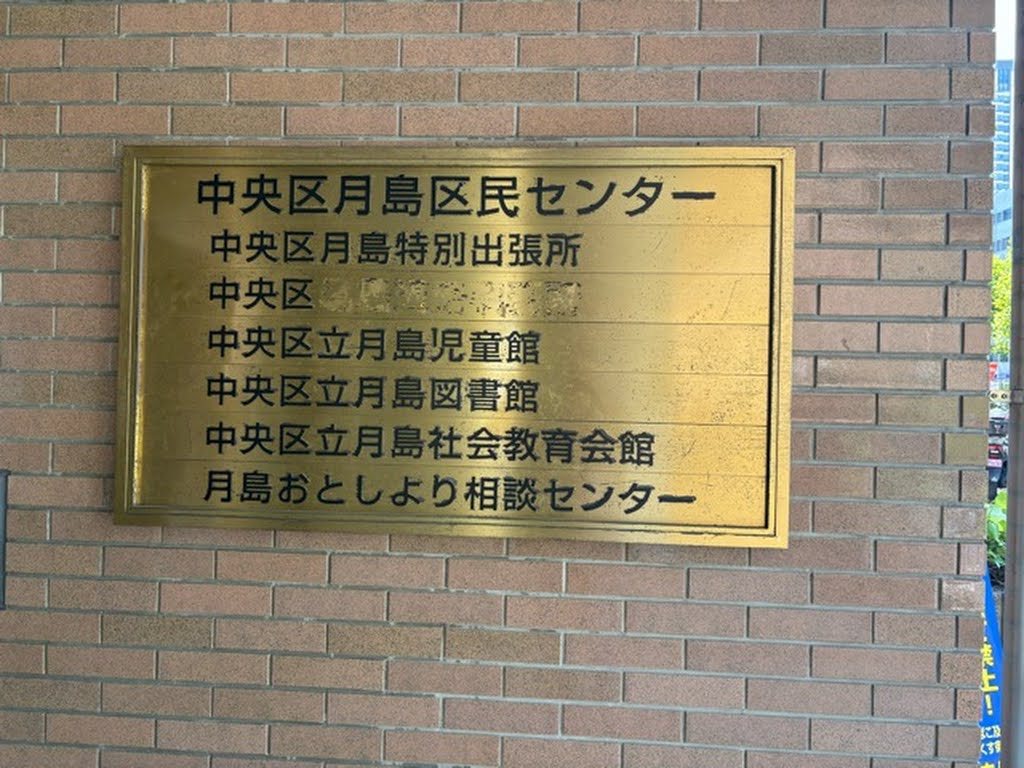 中央区月島区民センター
中央区月島特別出張所
中央区
中央区立月島児童館
中央区立月島図書館
中央区立月島社会教育会館
月島おとしより相談センター